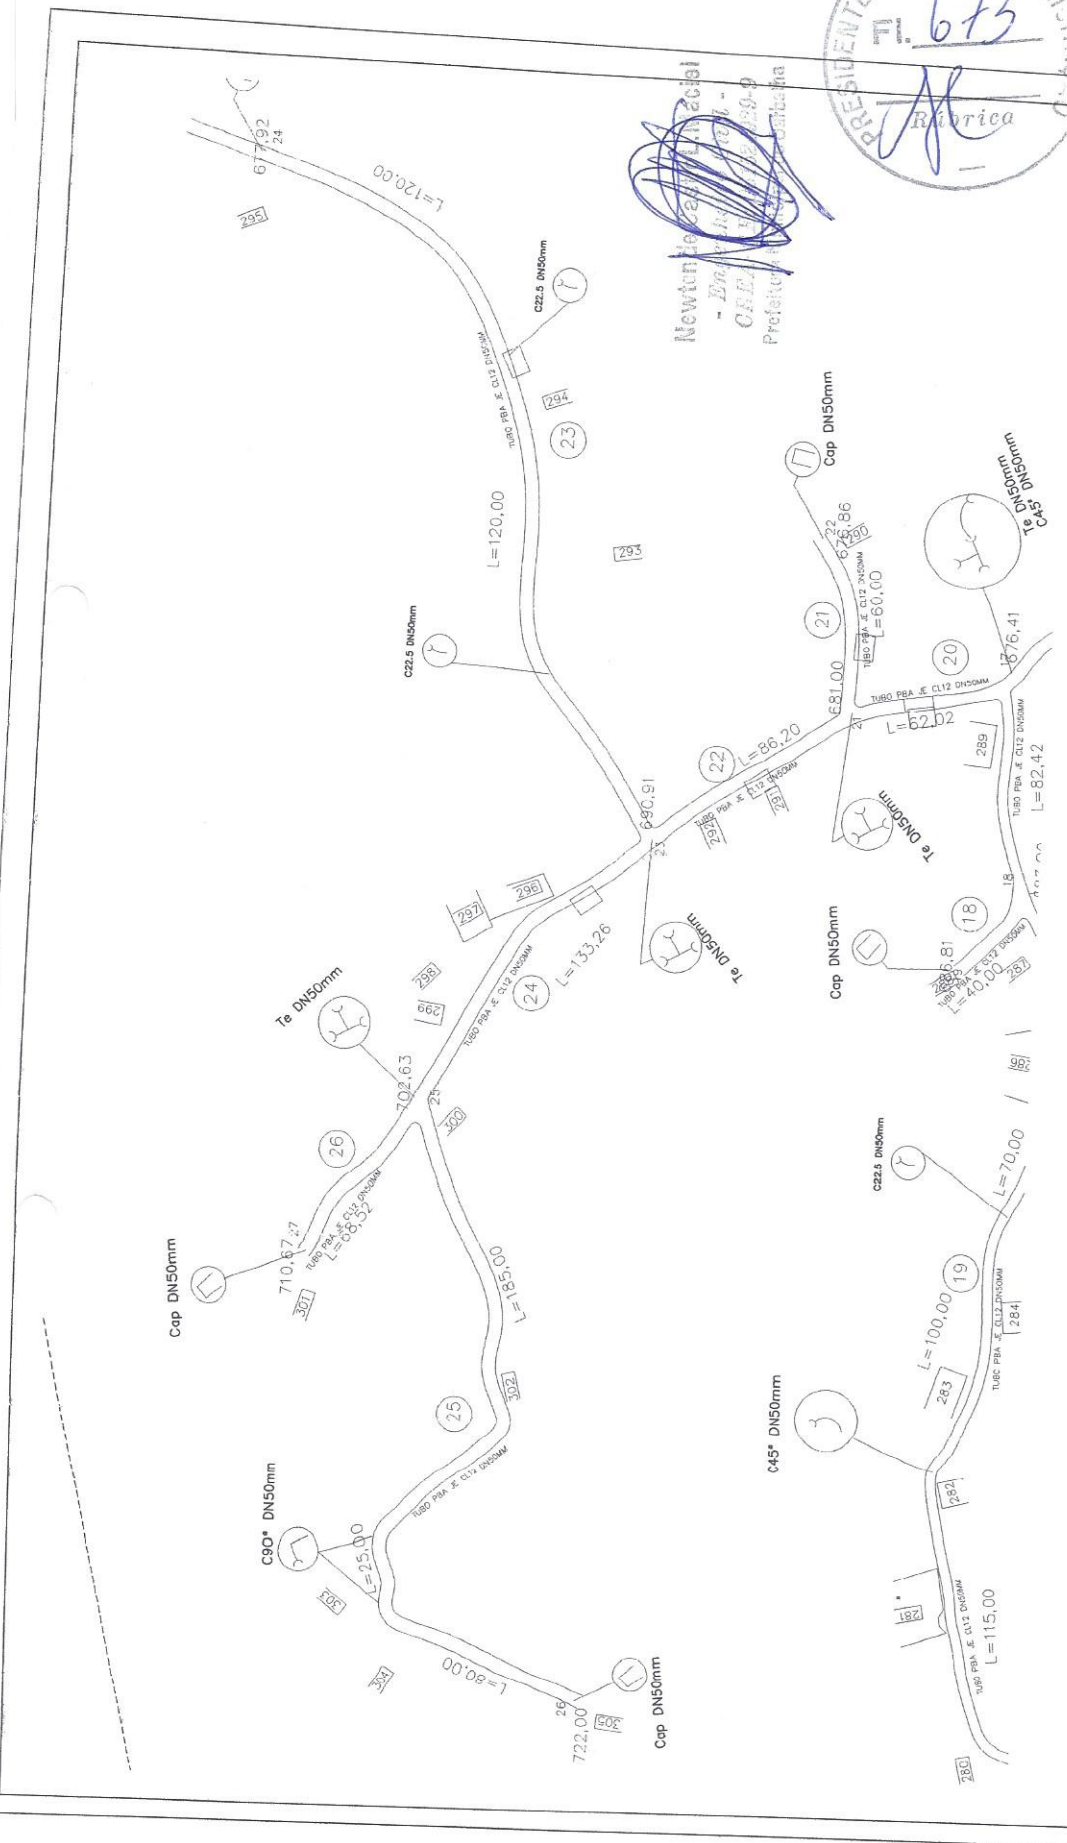 PRESIDENTE
Fl. 673
Rubrica
Newton de
CREA
677,92
24
295
L=120,00
C22.5 DN50mm
TUBO PBA JE CL12 DN50MM
294
23
L=120,00
293
C22.5 DN50mm
Cap DN50mm
22
676,86
290
21
TUBO PBA JE CL12 DN50MM
L=60,00
Te DN50mm
C45° DN50mm
17
676,41
20
TUBO PBA JE CL12 DN50MM
L=62,02
681,00
21
289
TUBO PBA JE CL12 DN50MM
L=82,42
22
L=86,20
TUBO PBA JE CL12 DN50MM
291
292
690,91
23
Te DN50mm
Te DN50mm
18
18
Cap DN50mm
TUBO PBA JE CL12 DN50MM
L=40,00
287
296
297
298
299
L=133,26
24
TUBO PBA JE CL12 DN50MM
Te DN50mm
702,63
25
300
26
TUBO PBA JE CL12 DN50MM
L=68,52
710,67
27
301
Cap DN50mm
L=185,00
302
25
TUBO PBA JE CL12 DN50MM
C90° DN50mm
L=25,00
303
304
L=80,00
26
722,00
305
Cap DN50mm
C22.5 DN50mm
L=70,00
19
L=100,00
TUBO PBA JE CL12 DN50MM
284
283
C45° DN50mm
282
281
TUBO PBA JE CL12 DN50MM
L=115,00
280